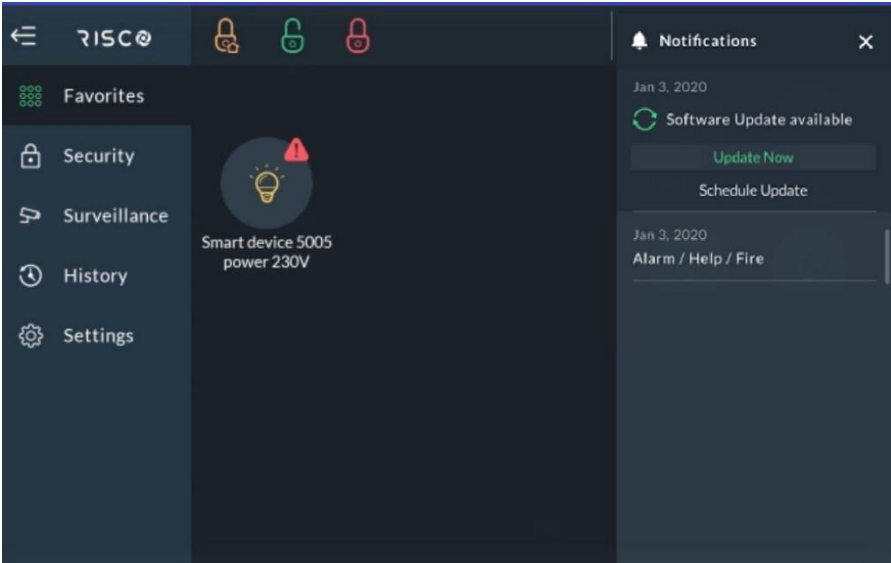 RISCO
Favorites
Security
Surveillance
History
Settings
Smart device 5005
power 230V
Notifications
Jan 3, 2020
Software Update available
Update Now
Schedule Update
Jan 3, 2020
Alarm / Help / Fire